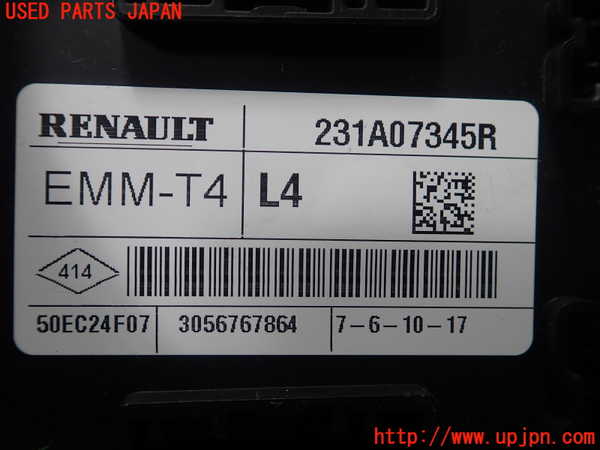 USED PARTS JAPAN
RENAULT 231A07345R
EMM-T4 L4
414
50EC24F07 3056767864 7-6-10-17
UPJ http://www.upjpn.com/